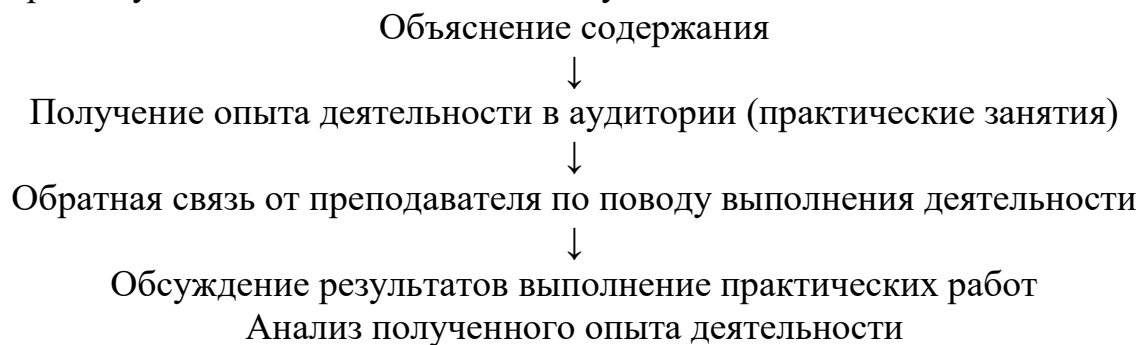 Объяснение содержания
↓
Получение опыта деятельности в аудитории (практические занятия)
↓
Обратная связь от преподавателя по поводу выполнения деятельности
↓
Обсуждение результатов выполнение практических работ
Анализ полученного опыта деятельности